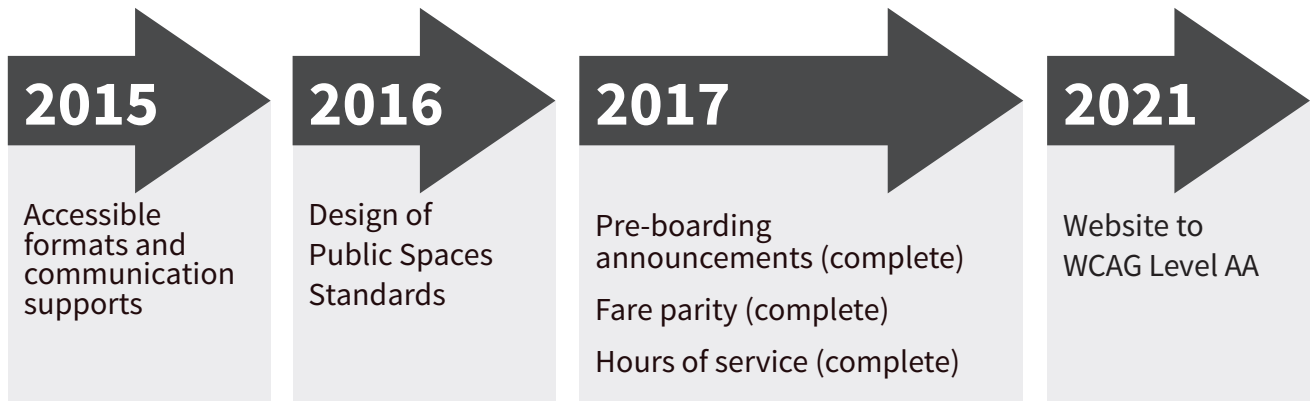 2015
Accessible
formats and
communication
supports
2016
Design of
Public Spaces
Standards
2017
Pre-boarding
announcements (complete)
Fare parity (complete)
Hours of service (complete)
2021
Website to
WCAG Level AA